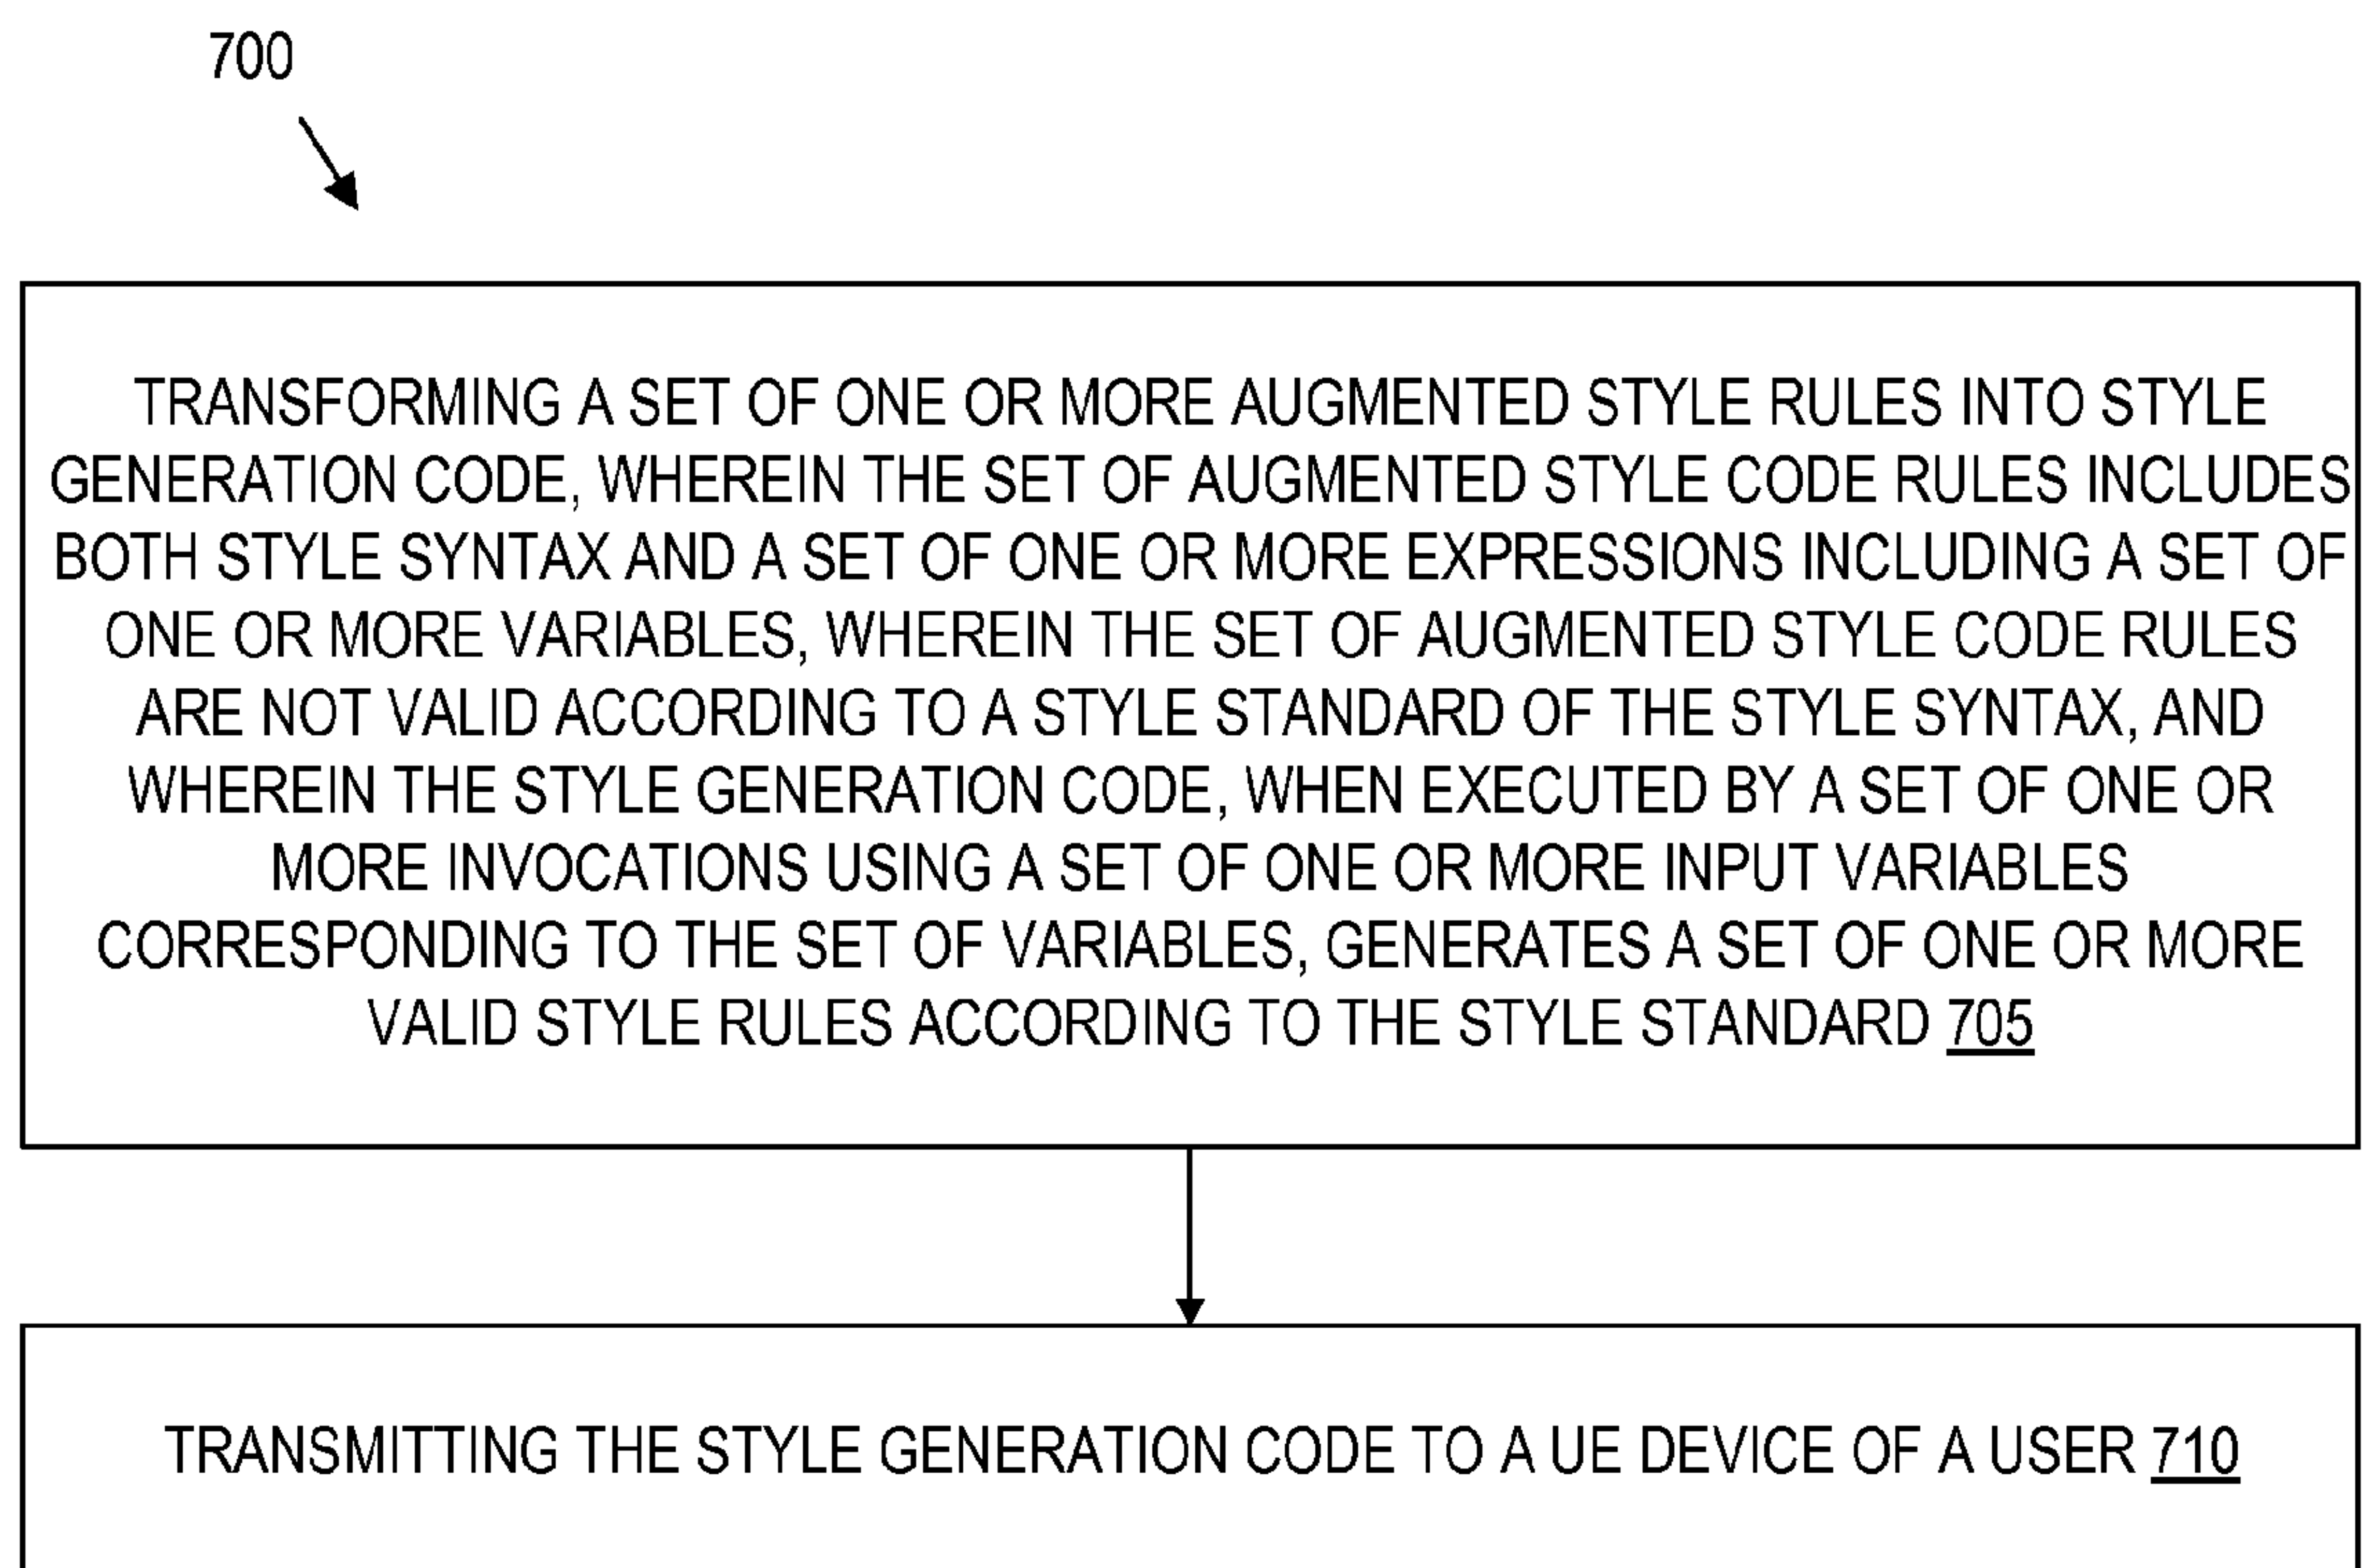 700
TRANSFORMING A SET OF ONE OR MORE AUGMENTED STYLE RULES INTO STYLE
GENERATION CODE, WHEREIN THE SET OF AUGMENTED STYLE CODE RULES INCLUDES
BOTH STYLE SYNTAX AND A SET OF ONE OR MORE EXPRESSIONS INCLUDING A SET OF
ONE OR MORE VARIABLES, WHEREIN THE SET OF AUGMENTED STYLE CODE RULES
ARE NOT VALID ACCORDING TO A STYLE STANDARD OF THE STYLE SYNTAX, AND
WHEREIN THE STYLE GENERATION CODE, WHEN EXECUTED BY A SET OF ONE OR
MORE INVOCATIONS USING A SET OF ONE OR MORE INPUT VARIABLES
CORRESPONDING TO THE SET OF VARIABLES, GENERATES A SET OF ONE OR MORE
VALID STYLE RULES ACCORDING TO THE STYLE STANDARD 705
TRANSMITTING THE STYLE GENERATION CODE TO A UE DEVICE OF A USER 710